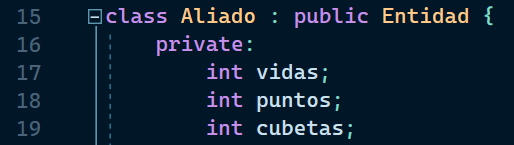 15 class Aliado : public Entidad {
16 private:
17 int vidas;
18 int puntos;
19 int cubetas;